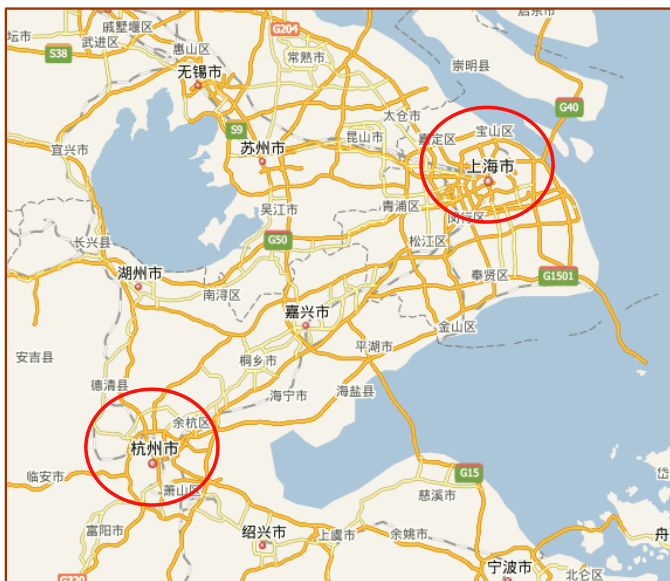 戚墅堰区
启东市
坛市
武进区
惠山区
G204
S38
常熟市
崇明县
无锡市
太仓市
G40
S9
昆山市
嘉定区
宝山区
宜兴市
苏州市
上海市
吴江市
青浦区
闵行区
长兴县
G50
松江区
湖州市
奉贤区
G1501
南浔区
嘉兴市
金山区
安吉县
桐乡市
平湖市
德清县
海宁市
海盐县
余杭区
杭州市
临安市
G15
萧山区
慈溪市
岱
富阳市
绍兴市
上虞市
余姚市
舟
宁波市
北仑区